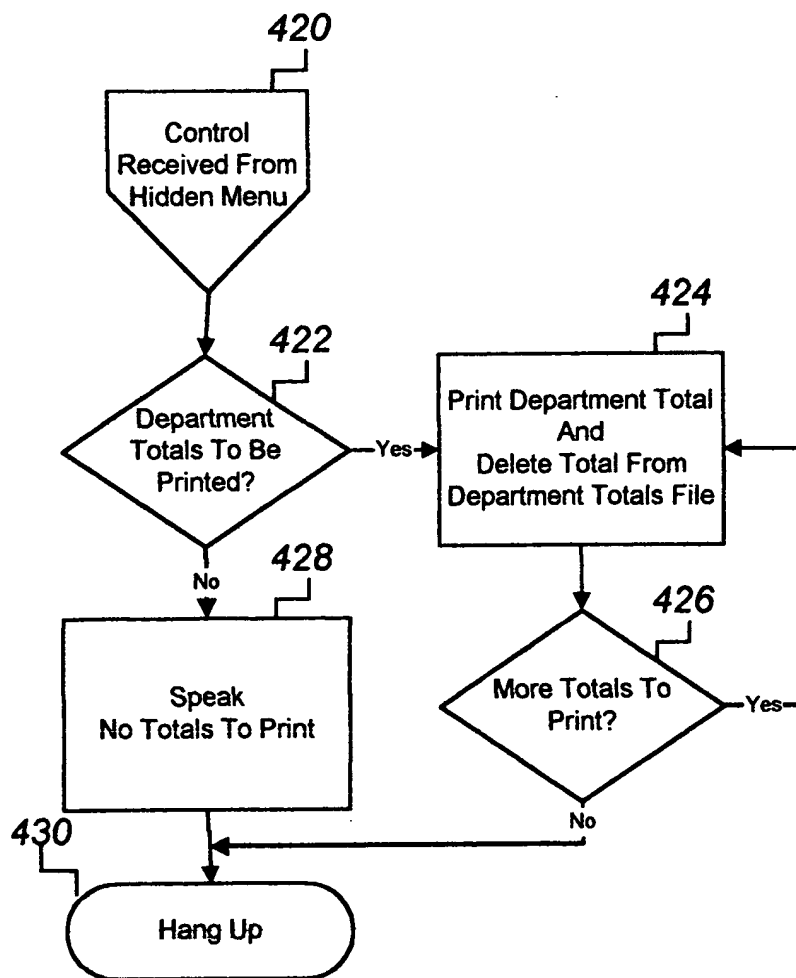 420
Control
Received From
Hidden Menu
422
Department
Totals To Be
Printed?
Yes
424
Print Department Total
And
Delete Total From
Department Totals File
No
428
Speak
No Totals To Print
426
More Totals To
Print?
Yes
No
430
Hang Up